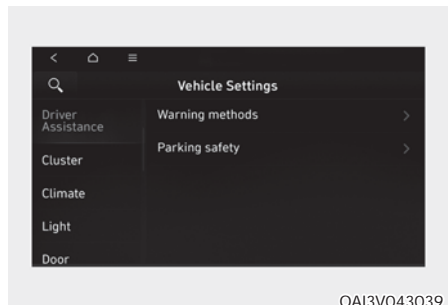 Vehicle Settings
Driver
Assistance
Cluster
Climate
Light
Door
Warning methods
Parking safety
OAI3V043039